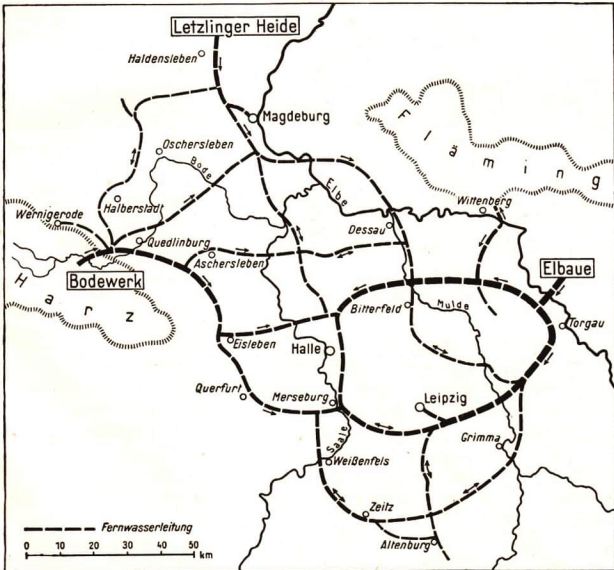 Letzlinger Heide
Haldensleben
Magdeburg
Fläming
Oschersleben
Bode
Elbe
Wittenberg
Halberstadt
Wernigerode
Quedlinburg
Dessau
Aschersleben
Bodewerk
Elbaue
Harz
Bitterfeld
Mulde
Torgau
Eisleben
Halle
Querfurt
Merseburg
Leipzig
Saale
Grimma
Weißenfels
Zeitz
Altenburg
Fernwasserleitung
0 10 20 30 40 50
km